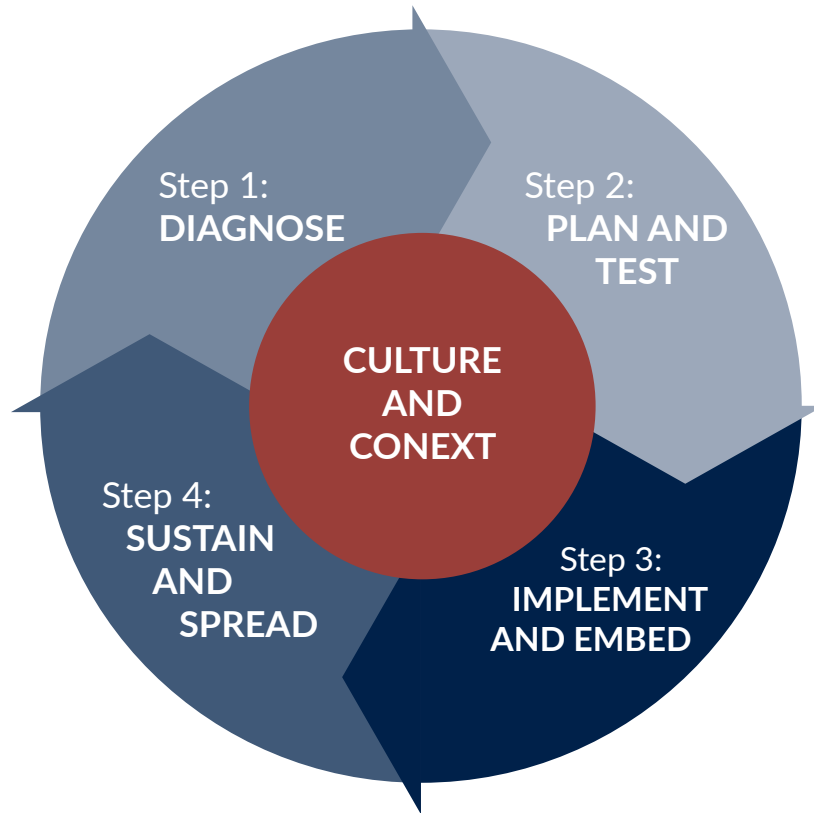 Step 1:
DIAGNOSE
Step 2:
PLAN AND
TEST
CULTURE
AND
CONEXT
Step 3:
IMPLEMENT
AND EMBED
Step 4:
SUSTAIN
AND
SPREAD